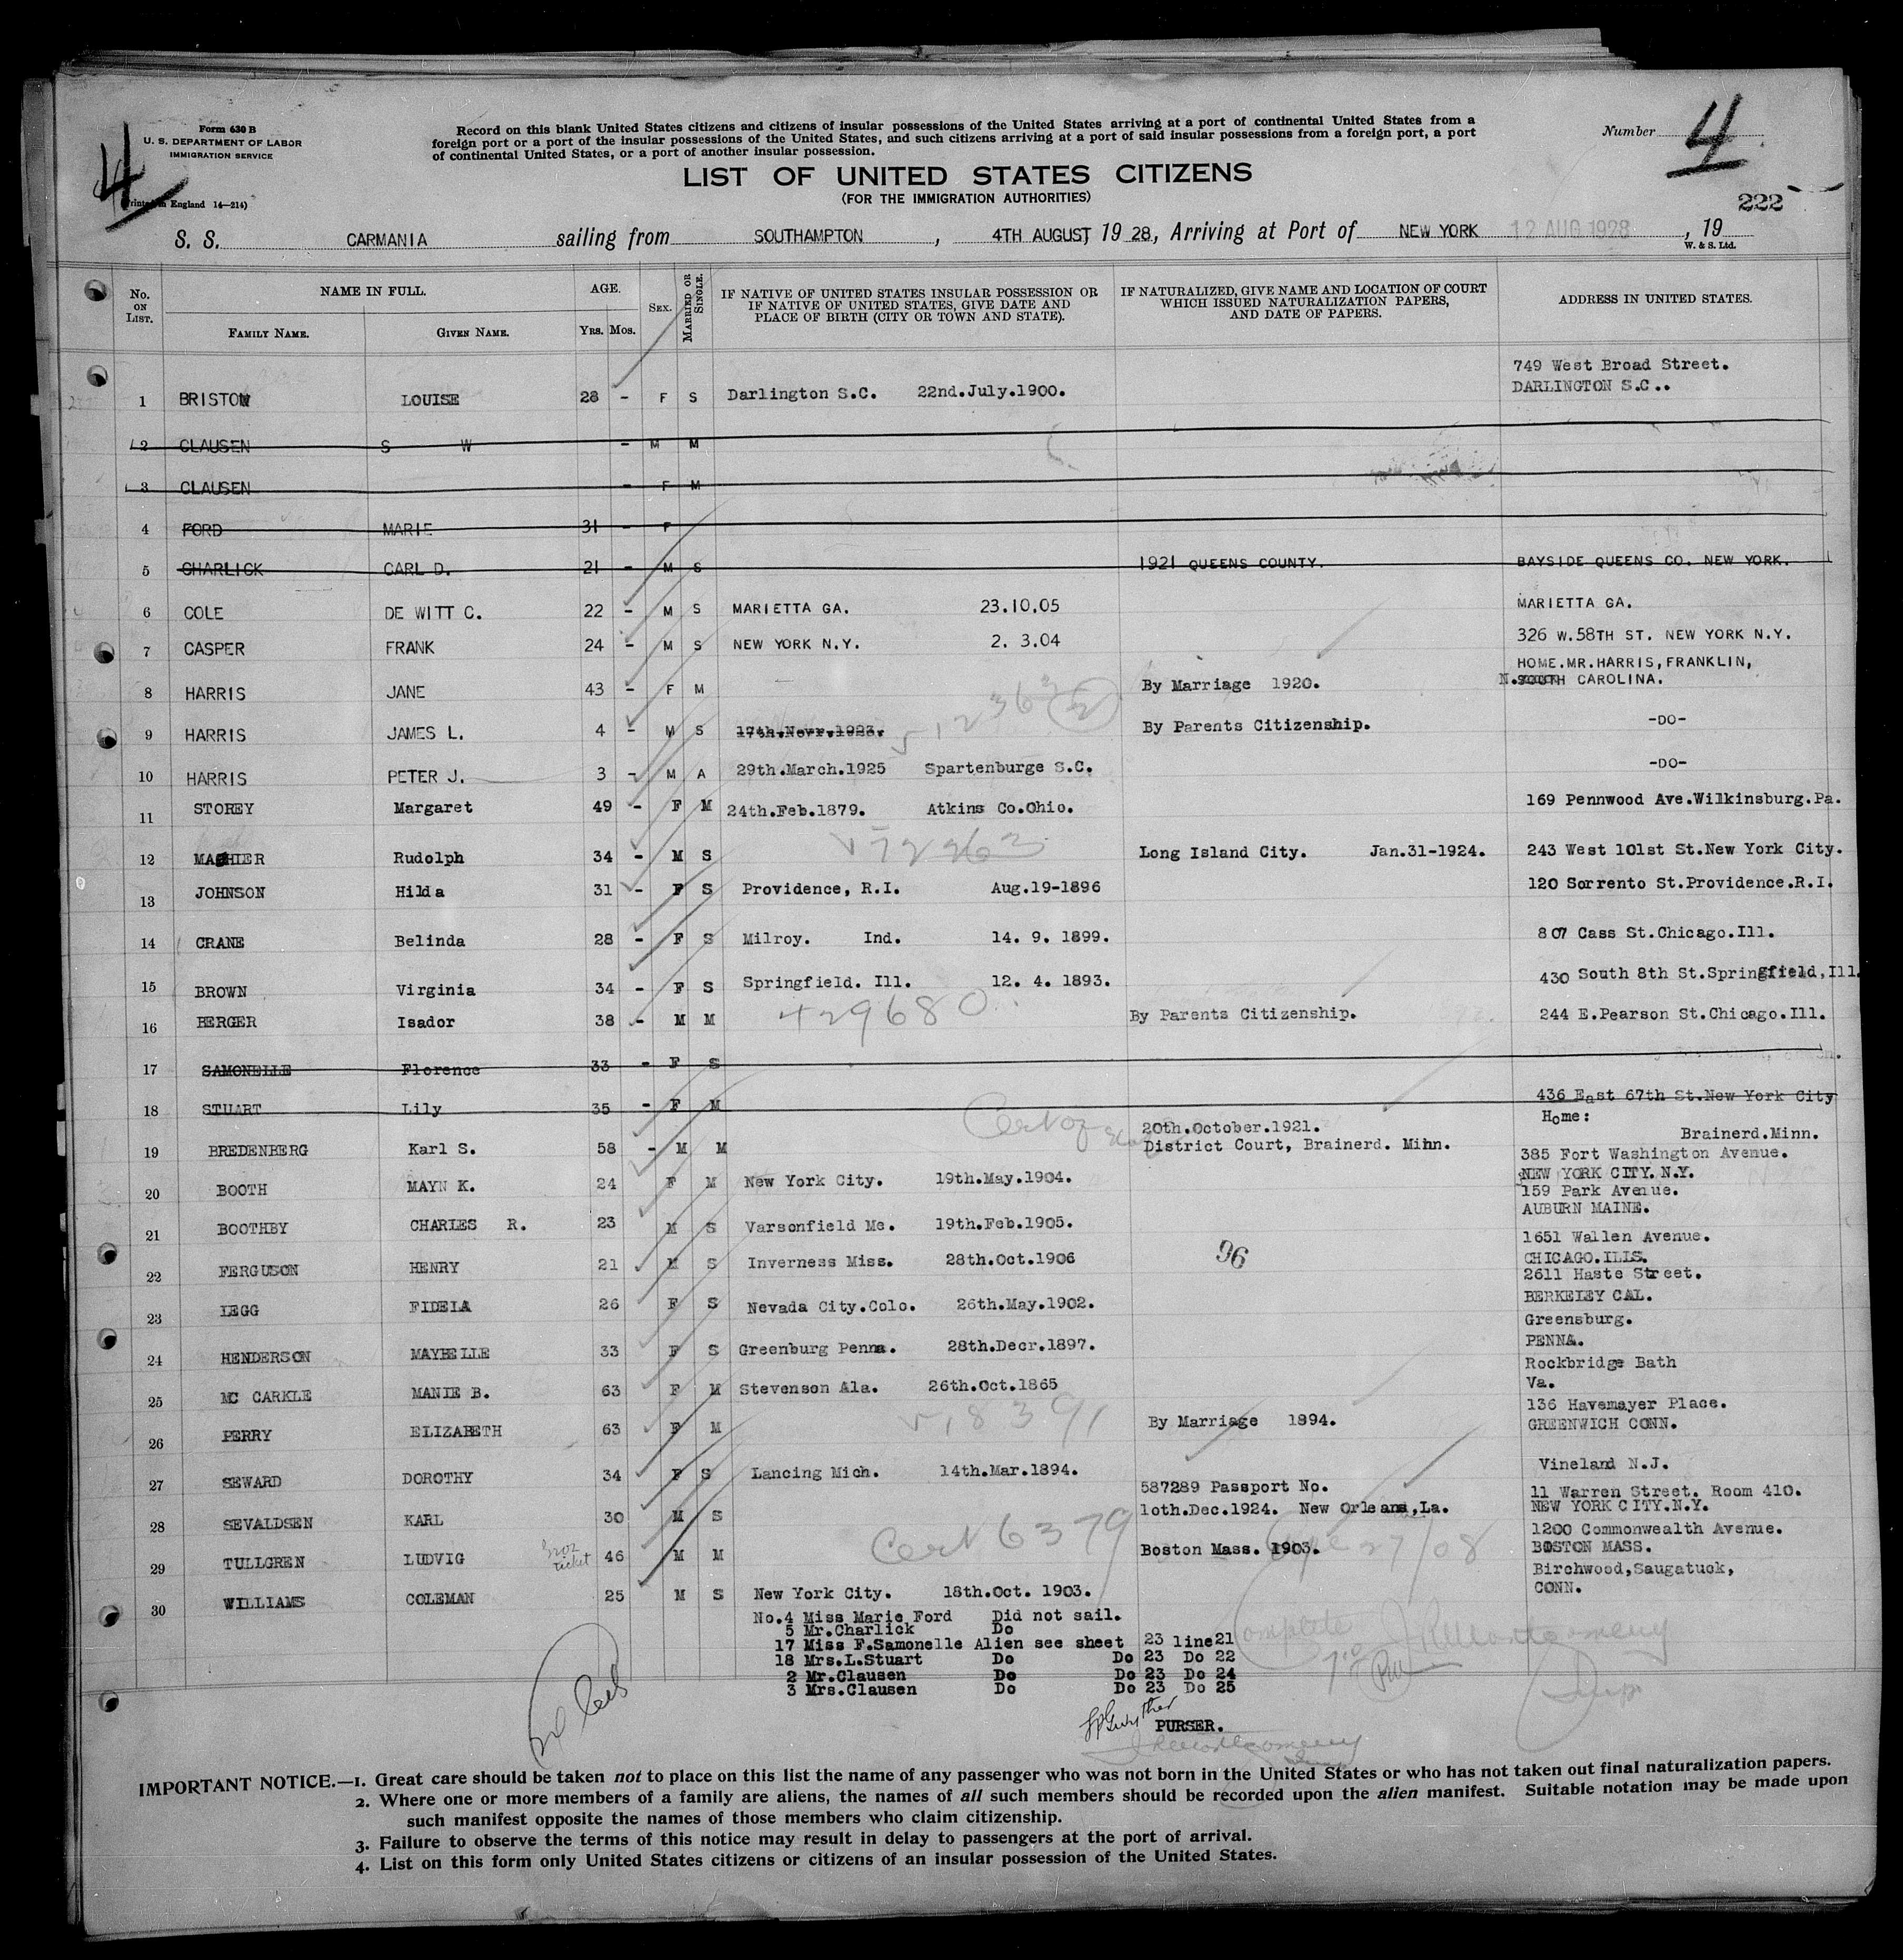 Form 630 B
U. S. DEPARTMENT OF LABOR
IMMIGRATION SERVICE
Printed in England 14—214)
4
Record on this blank United States citizens and citizens of insular possessions of the United States arriving at a port of continental United States from a
foreign port or a port of the insular possessions of the United States, and such citizens arriving at a port of said insular possessions from a foreign port, a port
of continental United States, or a port of another insular possession.
Number 4
LIST OF UNITED STATES CITIZENS
(FOR THE IMMIGRATION AUTHORITIES)
222
S. S. CARMANIA sailing from SOUTHAMPTON, 4TH AUGUST 1928, Arriving at Port of NEW YORK 12 AUG 1928, 19
W. & S. Ltd.
No. ON LIST. NAME IN FULL. FAMILY NAME. GIVEN NAME. AGE. YRS. MOS. SEX. MARRIED OR SINGLE. IF NATIVE OF UNITED STATES INSULAR POSSESSION OR IF NATIVE OF UNITED STATES, GIVE DATE AND PLACE OF BIRTH (CITY OR TOWN AND STATE). IF NATURALIZED, GIVE NAME AND LOCATION OF COURT WHICH ISSUED NATURALIZATION PAPERS, AND DATE OF PAPERS. ADDRESS IN UNITED STATES.
749 West Broad Street.
1 BRISTOW LOUISE 28 - F S Darlington S.C. 22nd.July.1900. DARLINGTON S.C..
2 CLAUSEN S W - M M
3 CLAUSEN - F M
4 FORD MARIE 31 - F
5 CHARLICK CARL D. 21 - M S 1921 QUEENS COUNTY. BAYSIDE QUEENS CO. NEW YORK.
6 COLE DE WITT C. 22 - M S MARIETTA GA. 23.10.05 MARIETTA GA.
7 CASPER FRANK 24 - M S NEW YORK N.Y. 2. 3.04 326 W.58TH ST. NEW YORK N.Y.
HOME.MR.HARRIS,FRANKLIN,
8 HARRIS JANE 43 - F M By Marriage 1920. N. SOUTH CAROLINA.
5,12363
9 HARRIS JAMES L. 4 - M S 17th.Novr.1923. By Parents Citizenship. -DO-
10 HARRIS PETER J. 3 - M A 29th.March.1925 Spartenburge S.C. -DO-
11 STOREY Margaret 49 - F M 24th.Feb.1879. Atkins Co.Ohio. 169 Pennwood Ave.Wilkinsburg.Pa.
12 Rudolph 34 - M S Long Island City. Jan.31-1924. 243 West 101st St.New York City.
13 JOHNSON Hilda 31 - F S Providence, R.I. Aug.19-1896 120 Sorrento St.Providence.R.I.
14 CRANE Belinda 28 - F S Milroy. Ind. 14. 9. 1899. 807 Cass St.Chicago.Ill.
15 BROWN Virginia 34 - F S Springfield. Ill. 12. 4. 1893. 430 South 8th St.Springfield,Ill.
16 BERGER Isador 38 - M M 429680 By Parents Citizenship. 244 E.Pearson St.Chicago.Ill.
17 SAMONELLE Florence 33 - F S
18 STUART Lily 35 - F M 436 East 67th St.New York City
Cert of
20th.October.1921. Home:
19 BREDENBERG Karl S. 58 - M M District Court, Brainerd. Minn. Brainerd.Minn.
385 Fort Washington Avenue.
20 BOOTH MAYN K. 24 F M New York City. 19th.May.1904. NEW YORK CITY. N.Y.
159 Park Avenue.
AUBURN MAINE.
21 BOOTHBY CHARLES R. 23 M S Varsonfield Me. 19th.Feb.1905.
96
1651 Wallen Avenue.
22 FERGUSON HENRY 21 M S Inverness Miss. 28th.Oct.1906 CHICAGO.ILLS.
2611 Haste Street.
23 LEGG FIDELA 26 F S Nevada City.Colo. 26th.May.1902. BERKELEY CAL.
Greensburg.
24 HENDERSON MAYBELLE 33 F S Greenburg Penna. 28th.Decr.1897. PENNA.
Rockbridge Bath
25 MC CARKLE MANIE B. 63 F M Stevenson Ala. 26th.Oct.1865 Va.
136 Havemayer Place.
26 PERRY ELIZABETH 63 F M By Marriage 1894. GREENWICH CONN.
27 SEWARD DOROTHY 34 F S Lancing Mich. 14th.Mar.1894. Vineland N.J.
587289 Passport No. 11 Warren Street. Room 410.
28 SEVALDSEN KARL 30 M S 10th.Dec.1924. New Orleans,La. NEW YORK CITY.N.Y.
Cert 6379
1200 Commonwealth Avenue.
29 TULLGREN LUDVIG ticket 46 M M Boston Mass. 1903. BOSTON MASS.
27/08
Birchwood,Saugatuck,
30 WILLIAMS COLEMAN 25 M S New York City. 18th.Oct. 1903. CONN.
No.4 Miss Marie Ford Did not sail.
5 Mr.Charlick Do
17 Miss F.Samonelle Alien see sheet 23 line21
18 Mrs.L.Stuart Do Do 23 Do 22
2 Mr.Clausen Do Do 23 Do 24
3 Mrs.Clausen Do Do 23 Do 25
Complete
JRMontgomery
PURSER.
JRMontgomery
IMPORTANT NOTICE.—1. Great care should be taken not to place on this list the name of any passenger who was not born in the United States or who has not taken out final naturalization papers.
2. Where one or more members of a family are aliens, the names of all such members should be recorded upon the alien manifest. Suitable notation may be made upon
such manifest opposite the names of those members who claim citizenship.
3. Failure to observe the terms of this notice may result in delay to passengers at the port of arrival.
4. List on this form only United States citizens or citizens of an insular possession of the United States.